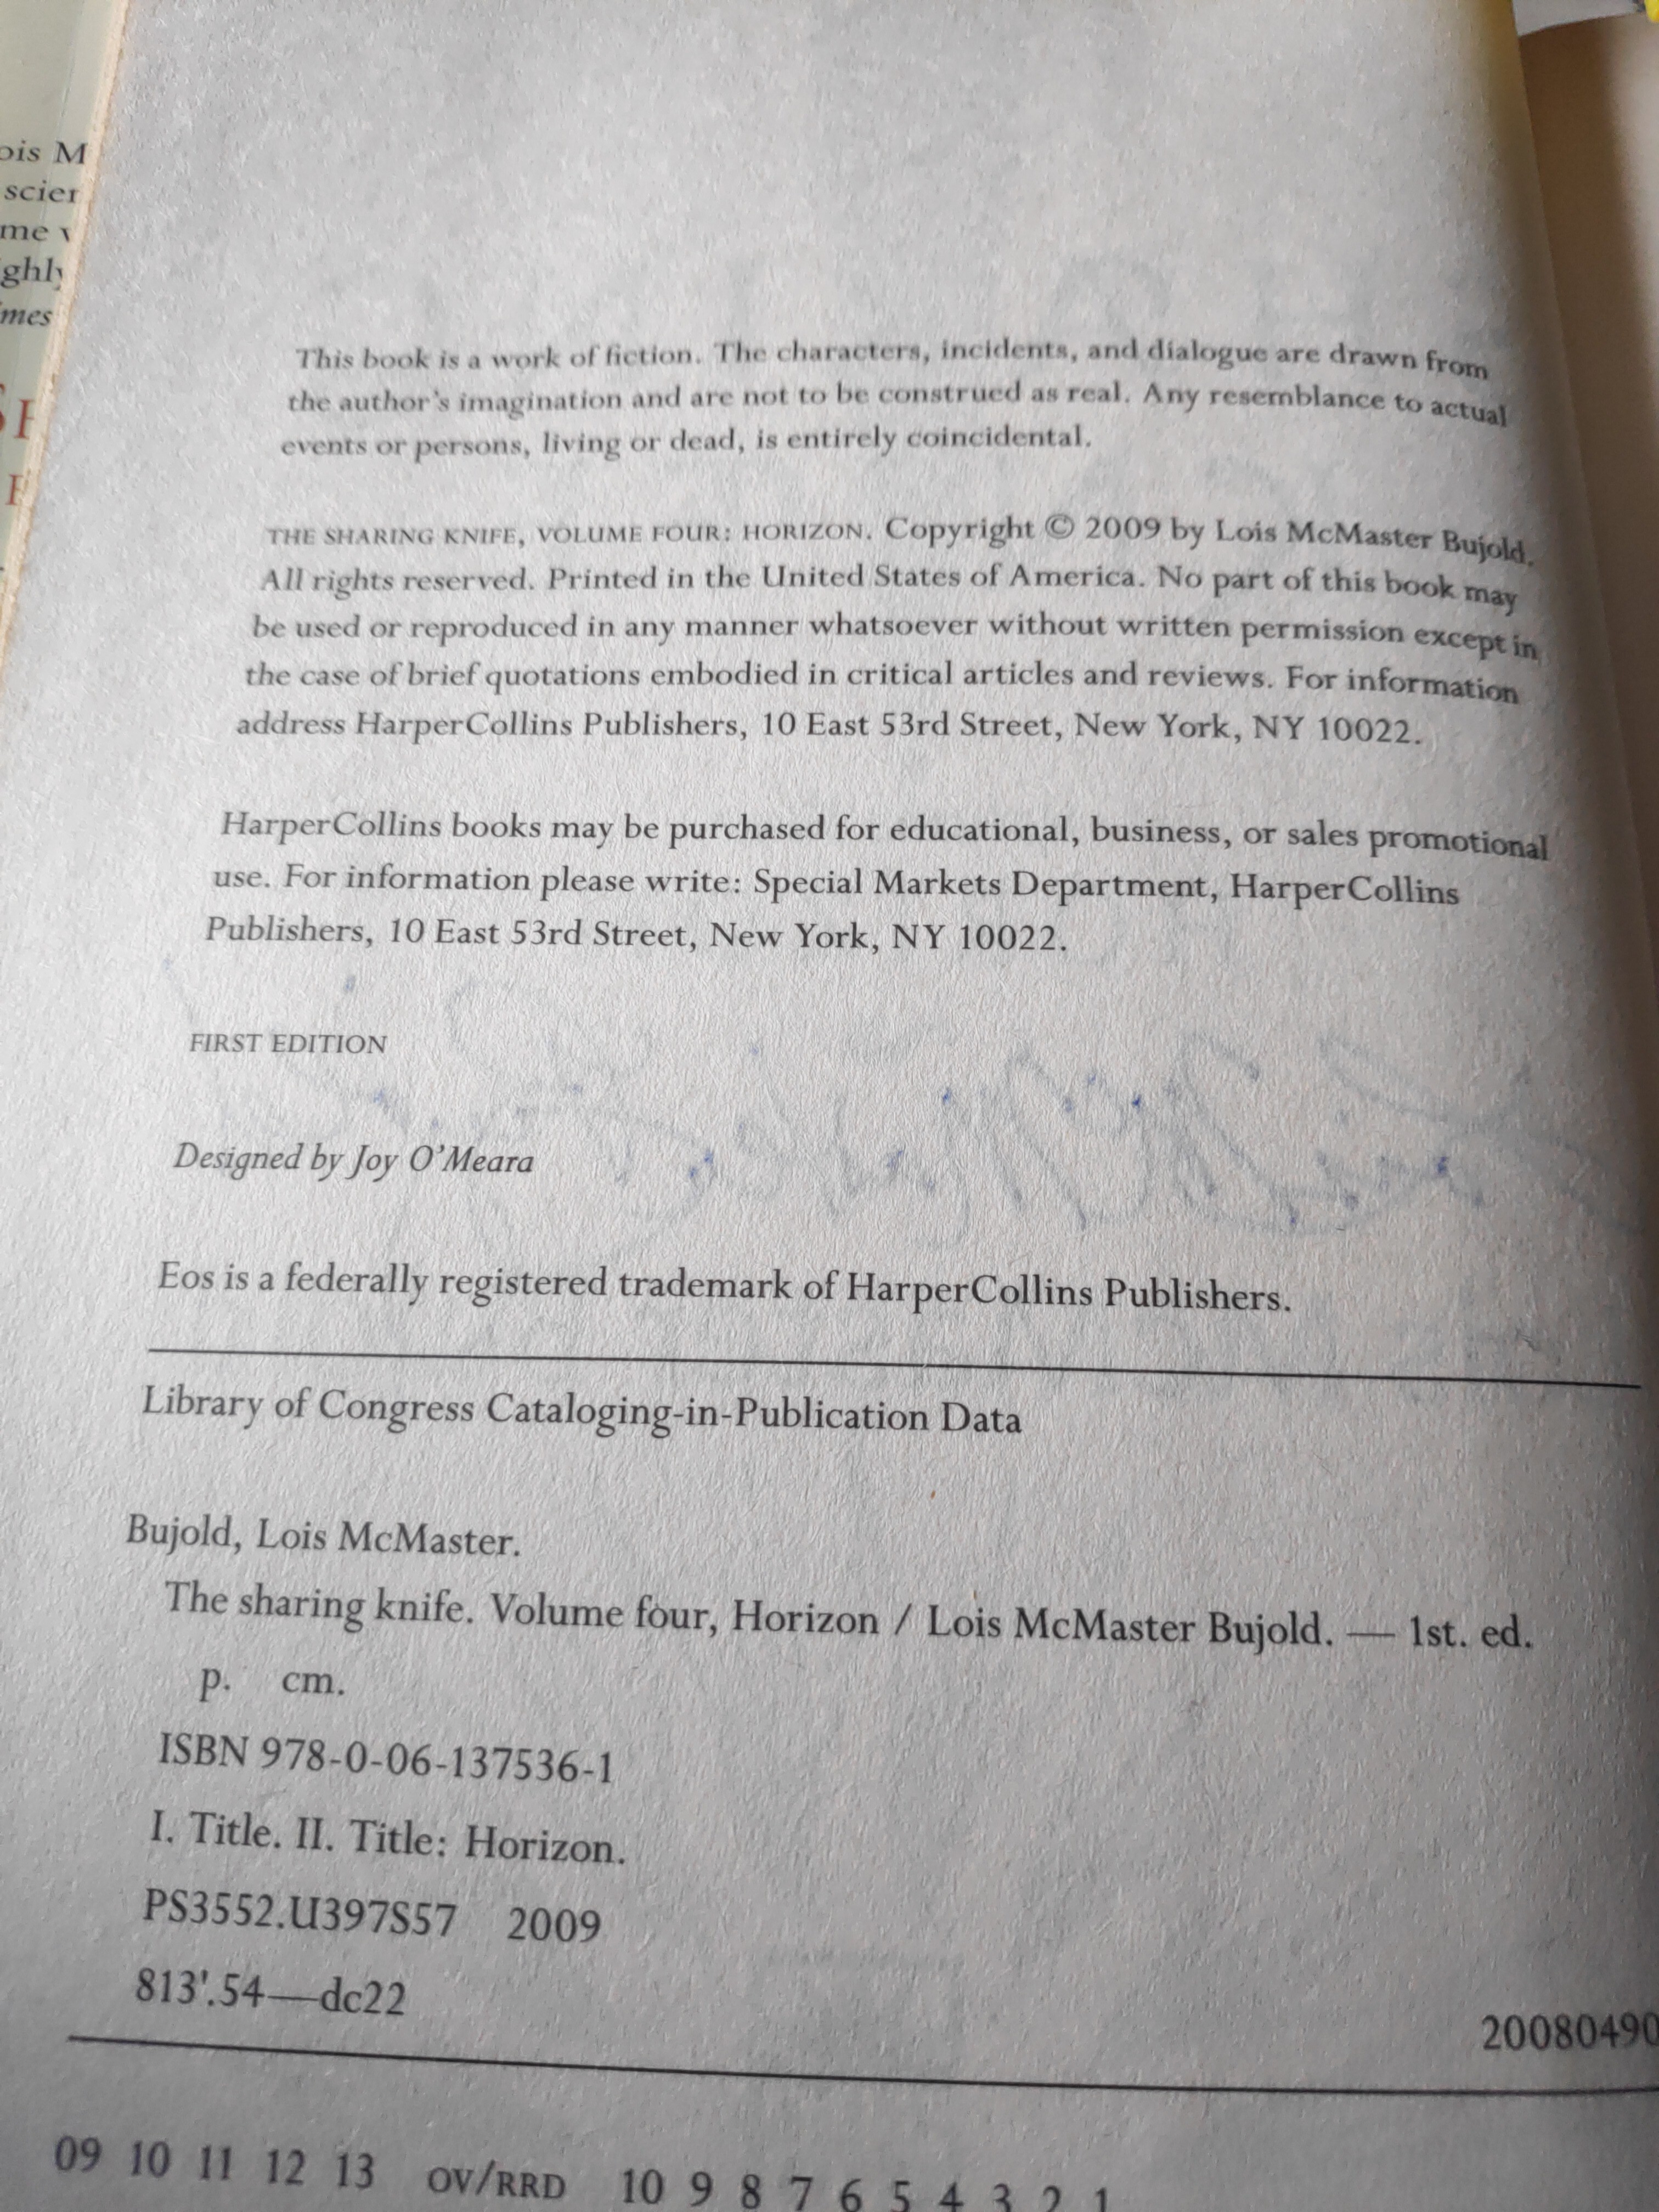 ois M
scien
me v
ghly
imes
This book is a work of fiction. The characters, incidents, and dialogue are drawn from
the author's imagination and are not to be construed as real. Any resemblance to actual
events or persons, living or dead, is entirely coincidental.
THE SHARING KNIFE, VOLUME FOUR: HORIZON. Copyright © 2009 by Lois McMaster Bujold.
All rights reserved. Printed in the United States of America. No part of this book may
be used or reproduced in any manner whatsoever without written permission except in
the case of brief quotations embodied in critical articles and reviews. For information
address HarperCollins Publishers, 10 East 53rd Street, New York, NY 10022.
HarperCollins books may be purchased for educational, business, or sales promotional
use. For information please write: Special Markets Department, HarperCollins
Publishers, 10 East 53rd Street, New York, NY 10022.
FIRST EDITION
Designed by Joy O'Meara
Eos is a federally registered trademark of HarperCollins Publishers.
Library of Congress Cataloging-in-Publication Data
Bujold, Lois McMaster.
The sharing knife. Volume four, Horizon / Lois McMaster Bujold. — 1st. ed.
p. cm.
ISBN 978-0-06-137536-1
I. Title. II. Title: Horizon.
PS3552.U397S57 2009
813'.54—dc22
20080490
09 10 11 12 13 OV/RRD 10 9 8 7 6 5 4 3 2 1